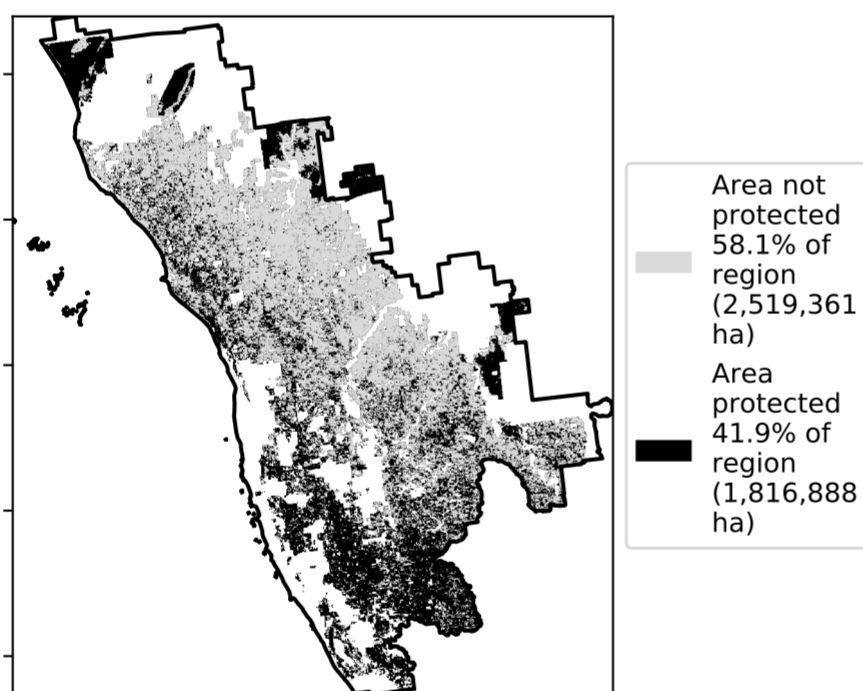 Area not
protected
58.1% of
region
(2,519,361
ha)
Area
protected
41.9% of
region
(1,816,888
ha)